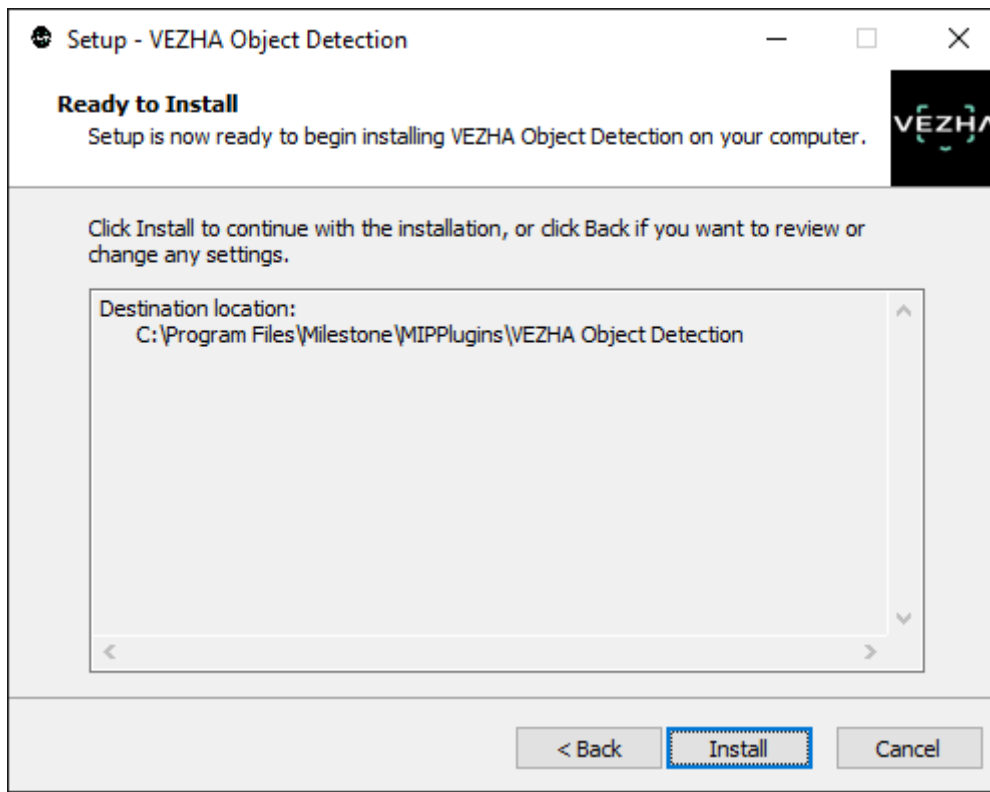 Setup - VEZHA Object Detection
Ready to Install
Setup is now ready to begin installing VEZHA Object Detection on your computer.
VEZHA
Click Install to continue with the installation, or click Back if you want to review or
change any settings.
Destination location:
C:\Program Files\Milestone\MIPPlugins\VEZHA Object Detection
< Back
Install
Cancel